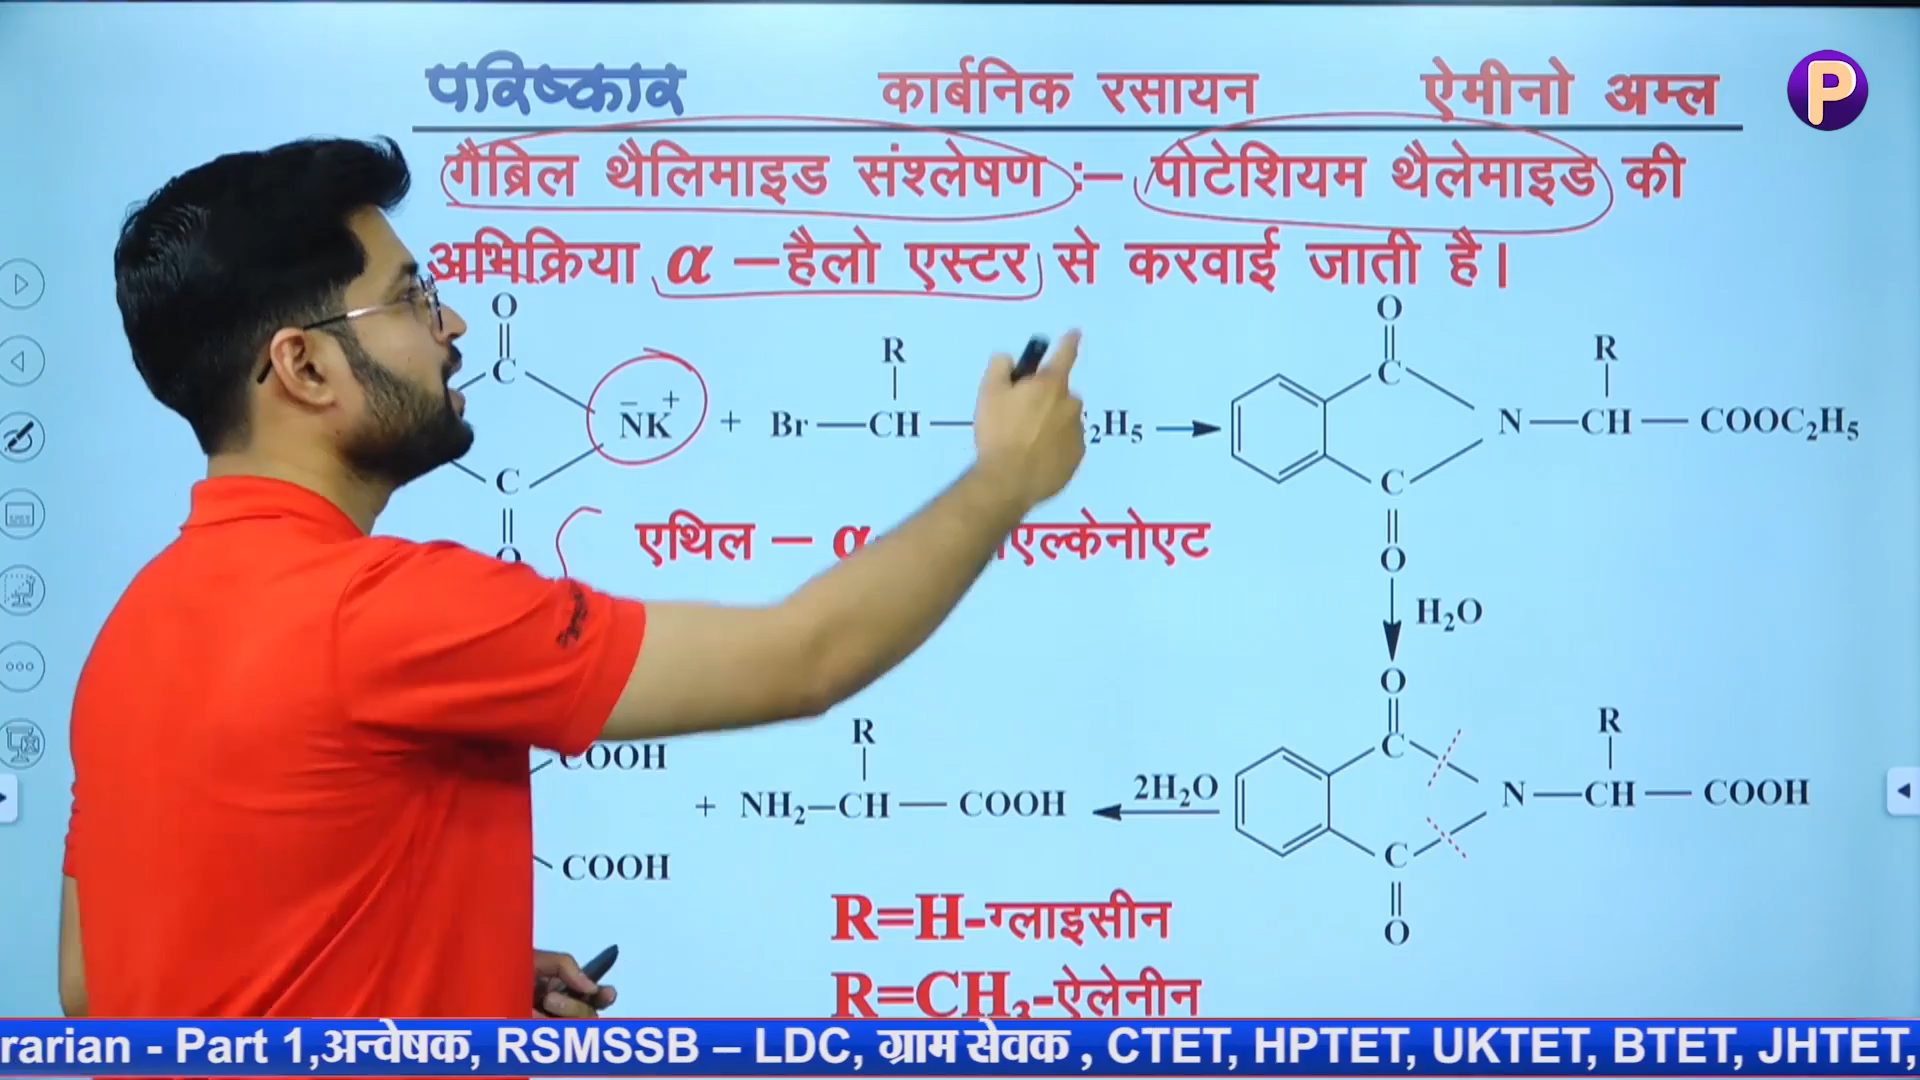 परिष्कार कार्बनिक रसायन ऐमीनो अम्ल
P
गैब्रिल थैलिमाइड संश्लेषण :– पोटेशियम थैलेमाइड की
अभिक्रिया α –हैलो एस्टर से करवाई जाती है।
O O
C R C R
N̄K⁺ + Br—CH— ₂H₅ N—CH—COOC₂H₅
C C
O O
एथिल – α- एल्केनोएट
H₂O
O
R C R
COOH
+ NH₂–CH—COOH 2H₂O N—CH—COOH
COOH C
O
R=H-ग्लाइसीन
R=CH₃-ऐलेनीन
rarian - Part 1,अन्वेषक, RSMSSB – LDC, ग्राम सेवक , CTET, HPTET, UKTET, BTET, JHTET,